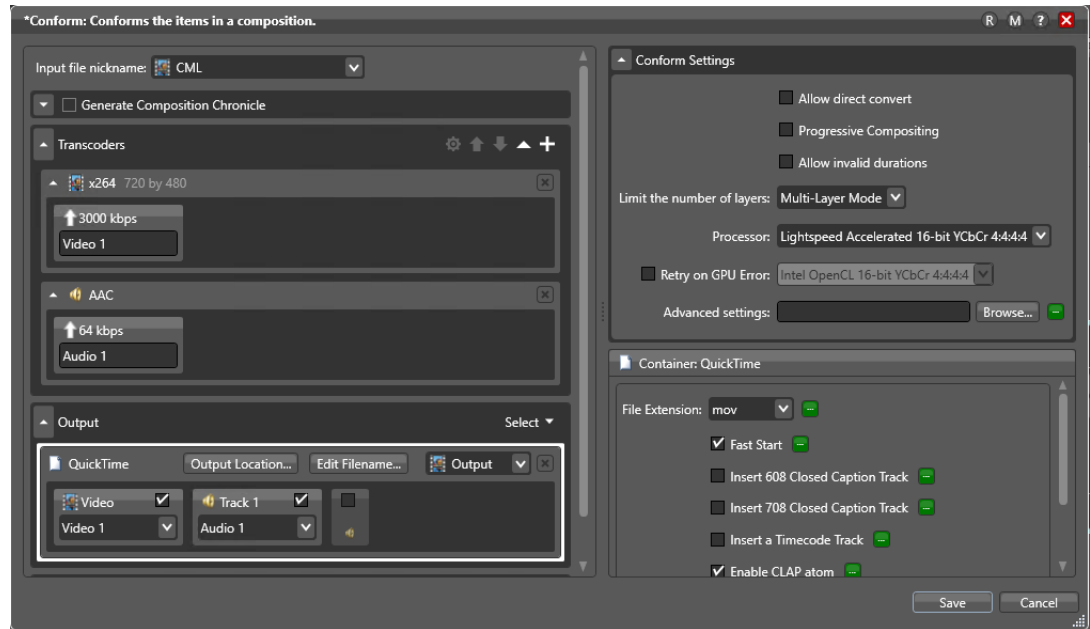 *Conform: Conforms the items in a composition.
R M ?
Input file nickname: CML
Generate Composition Chronicle
Transcoders
x264 720 by 480
3000 kbps
Video 1
AAC
64 kbps
Audio 1
Output Select
QuickTime Output Location... Edit Filename... Output
Video Track 1
Video 1 Audio 1
Conform Settings
Allow direct convert
Progressive Compositing
Allow invalid durations
Limit the number of layers: Multi-Layer Mode
Processor: Lightspeed Accelerated 16-bit YCbCr 4:4:4:4
Retry on GPU Error: Intel OpenCL 16-bit YCbCr 4:4:4:4
Advanced settings: Browse...
Container: QuickTime
File Extension: mov
Fast Start
Insert 608 Closed Caption Track
Insert 708 Closed Caption Track
Insert a Timecode Track
Enable CLAP atom
Save Cancel